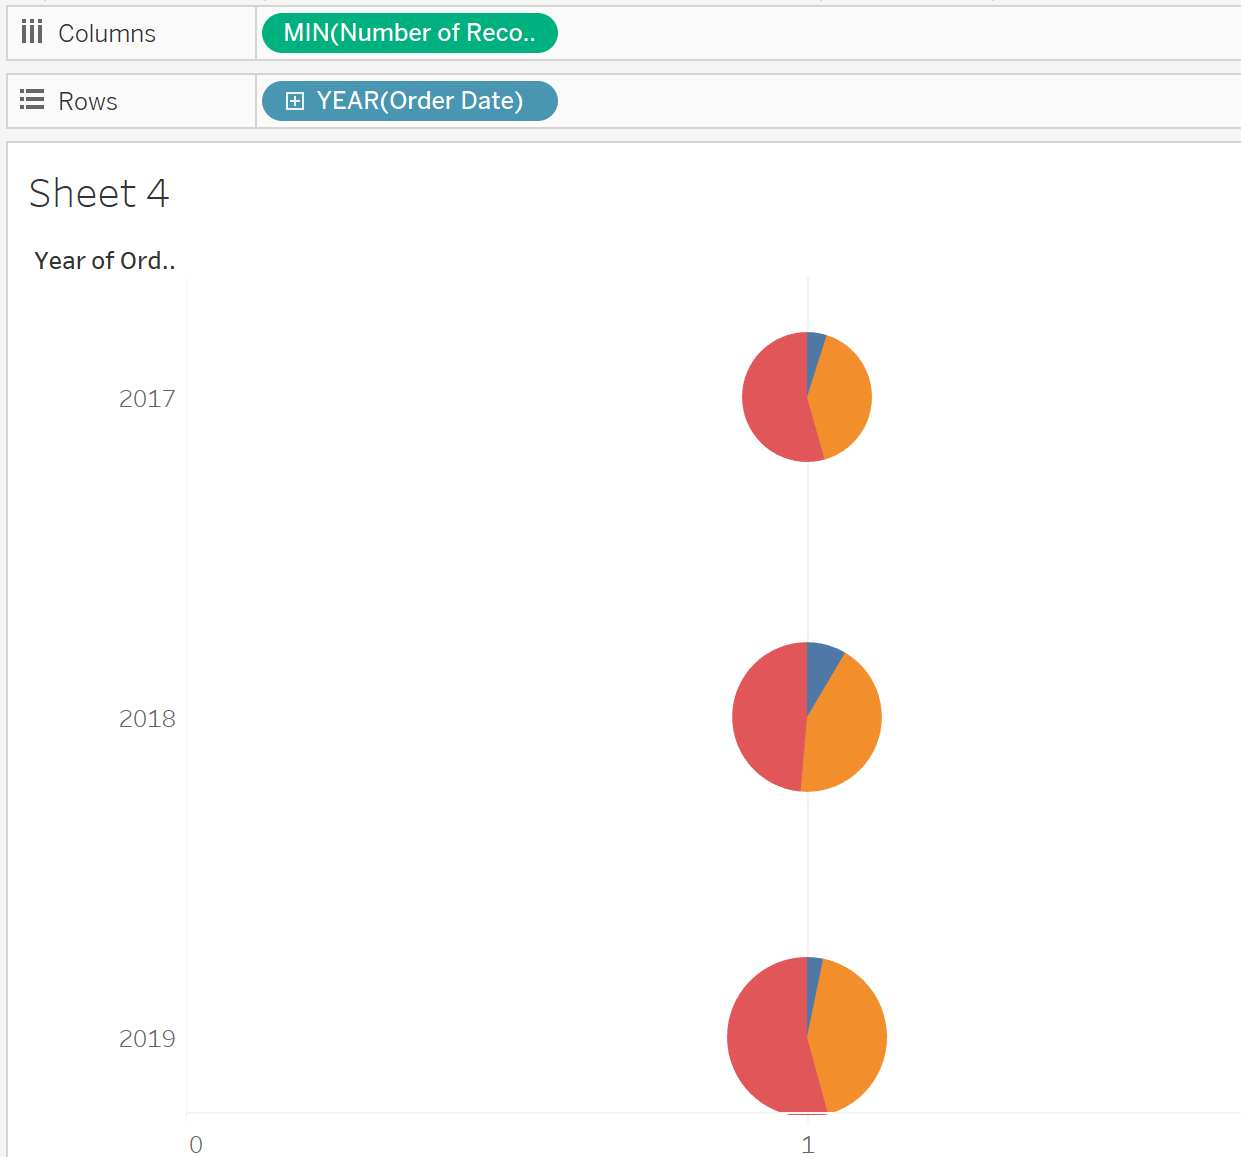 Columns MIN(Number of Reco..
Rows YEAR(Order Date)
Sheet 4
Year of Ord..
2017
2018
2019
0 1